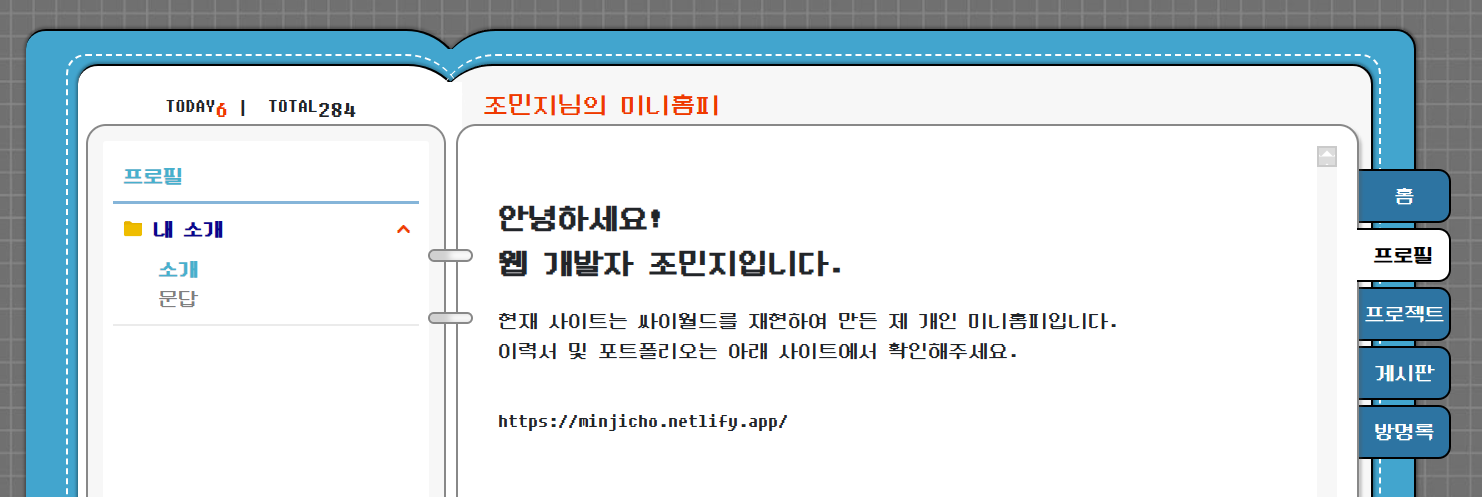 TODAY6 | TOTAL284
조민지님의 미니홈피
프로필
내 소개
소개
문답
안녕하세요!
웹 개발자 조민지입니다.
현재 사이트는 싸이월드를 재현하여 만든 제 개인 미니홈피입니다.
이력서 및 포트폴리오는 아래 사이트에서 확인해주세요.
https://minjicho.netlify.app/
홈
프로필
프로젝트
게시판
방명록